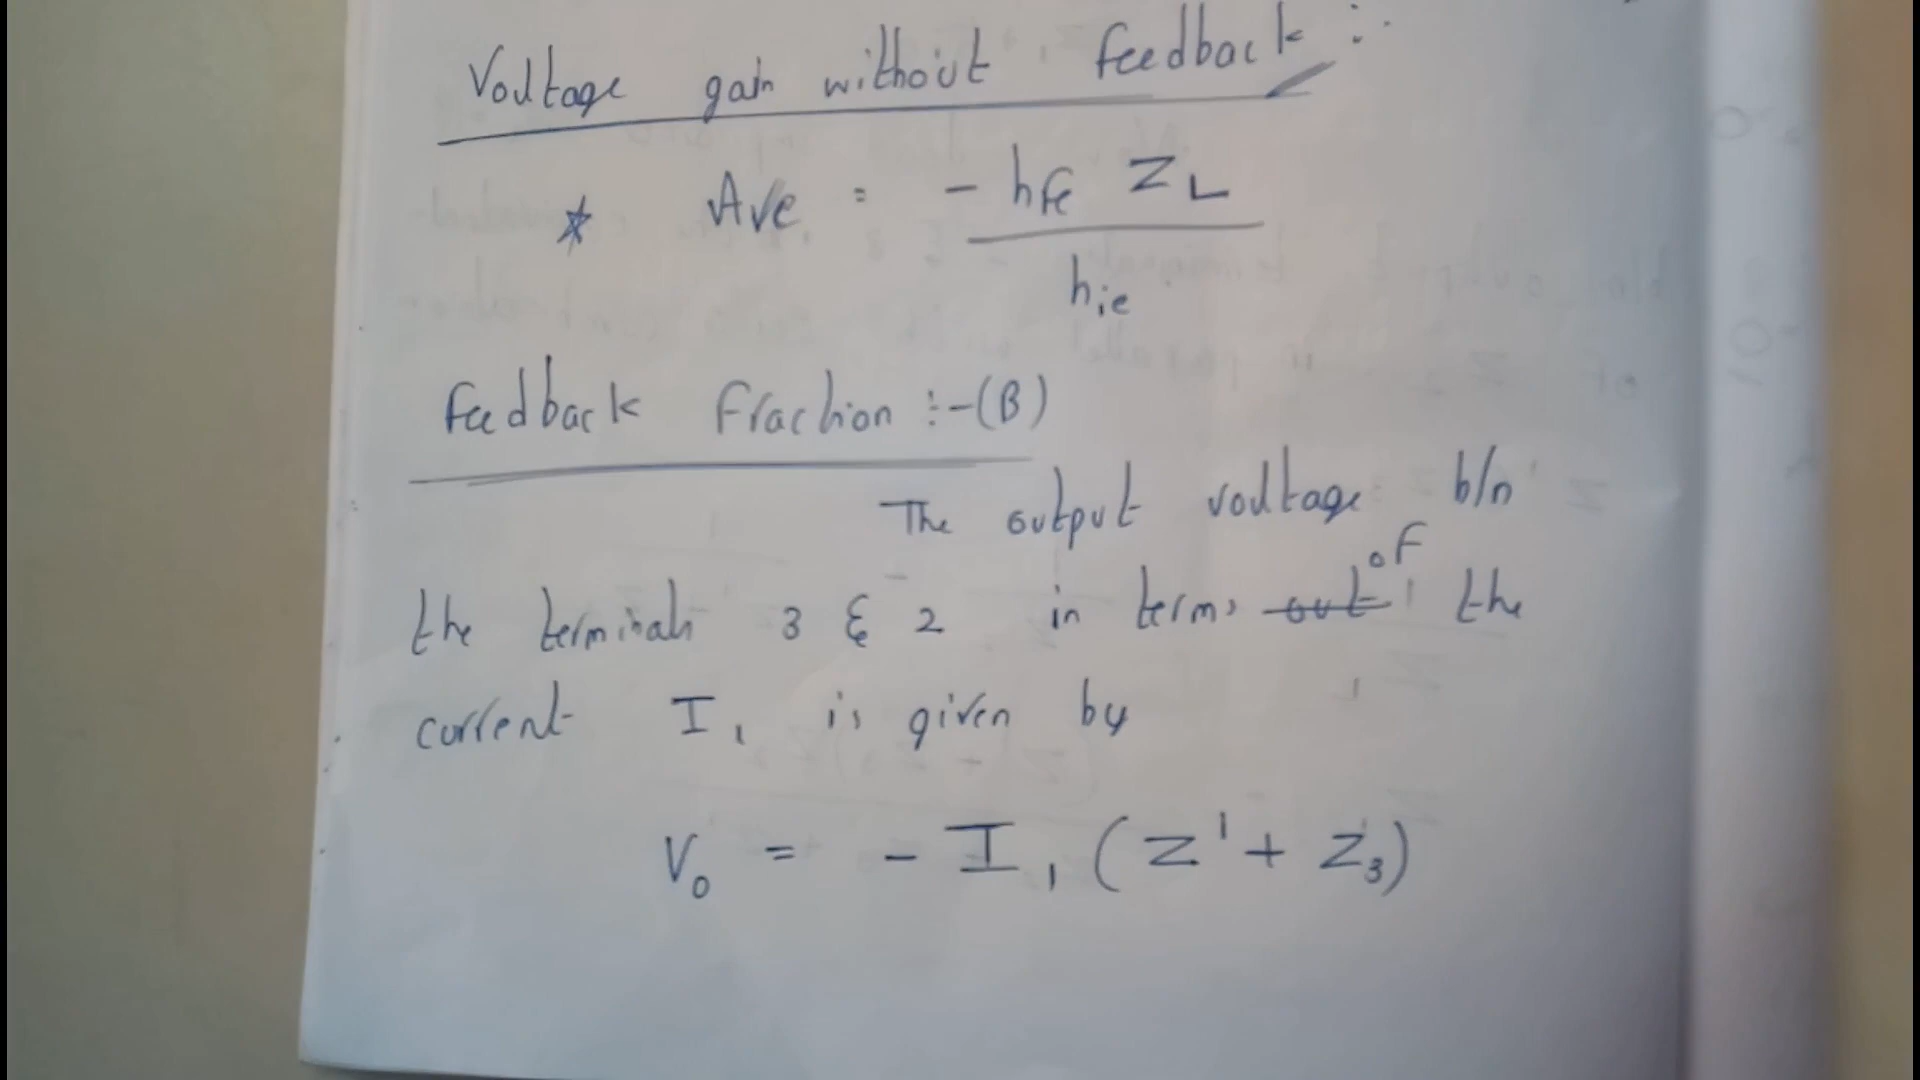 Voltage gain without feedback :-
* Ave = - hfe ZL
hie
Feedback Fraction :- (B)
The output voltage b/n
the terminals 3 & 2 in terms out of the
current I1 is given by
V0 = - I1 (Z' + Z3)